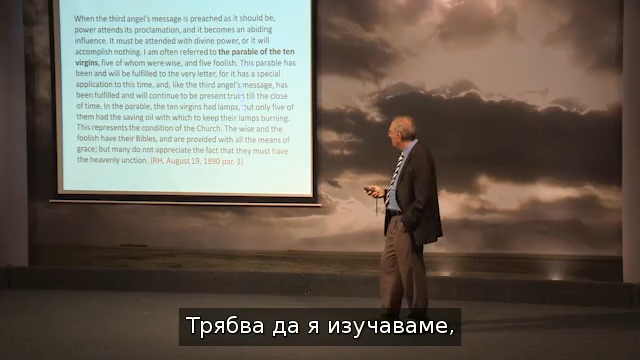 When the third angel's message is preached as it should be,
power attends its proclamation, and it becomes an abiding
influence. It must be attended with divine power, or it will
accomplish nothing. I am often referred to the parable of the ten
virgins, five of whom were wise, and five foolish. This parable has
been and will be fulfilled to the very letter, for it has a special
application to this time, and, like the third angel's message, has
been fulfilled and will continue to be present truth till the close
of time. In the parable, the ten virgins had lamps, but only five of
them had the saving oil with which to keep their lamps burning.
This represents the condition of the Church. The wise and the
foolish have their Bibles, and are provided with all the means of
grace; but many do not appreciate the fact that they must have
the heavenly unction. (RH, August 19, 1890 par. 3)
Трябва да я изучаваме,